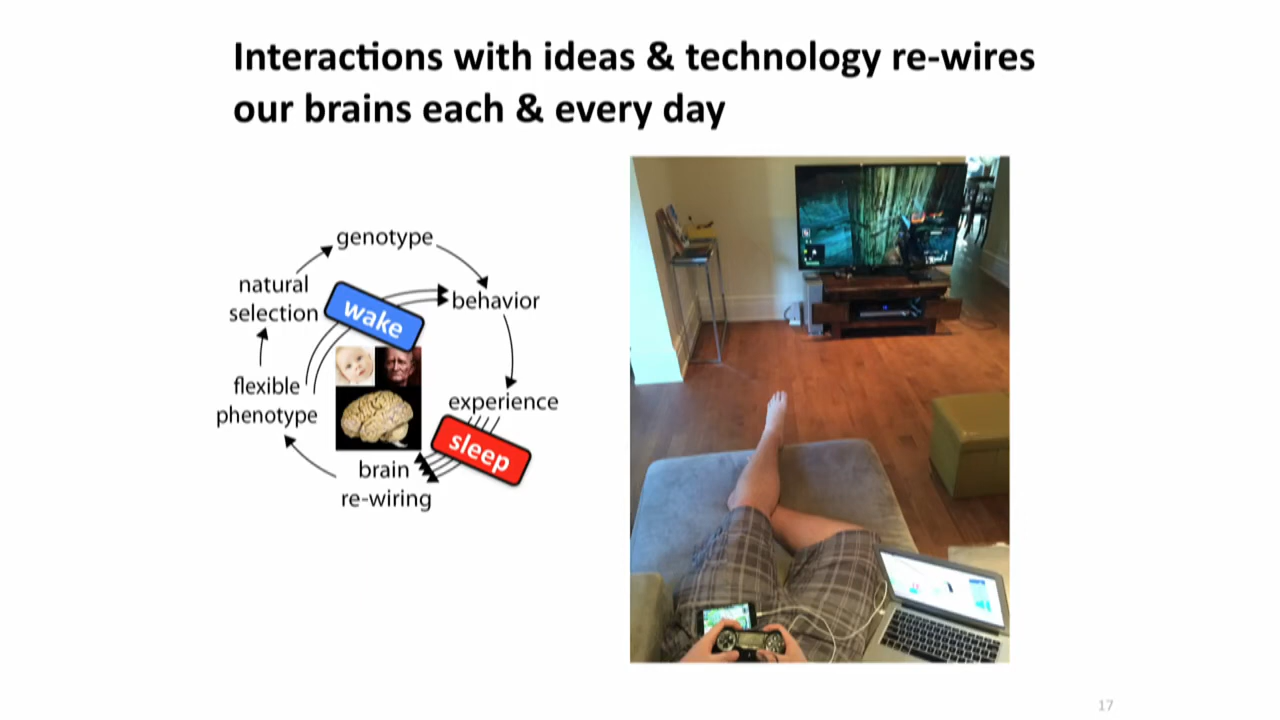 Interactions with ideas & technology re-wires
our brains each & every day
genotype
natural
selection
wake
behavior
flexible
phenotype
experience
sleep
brain
re-wiring
17